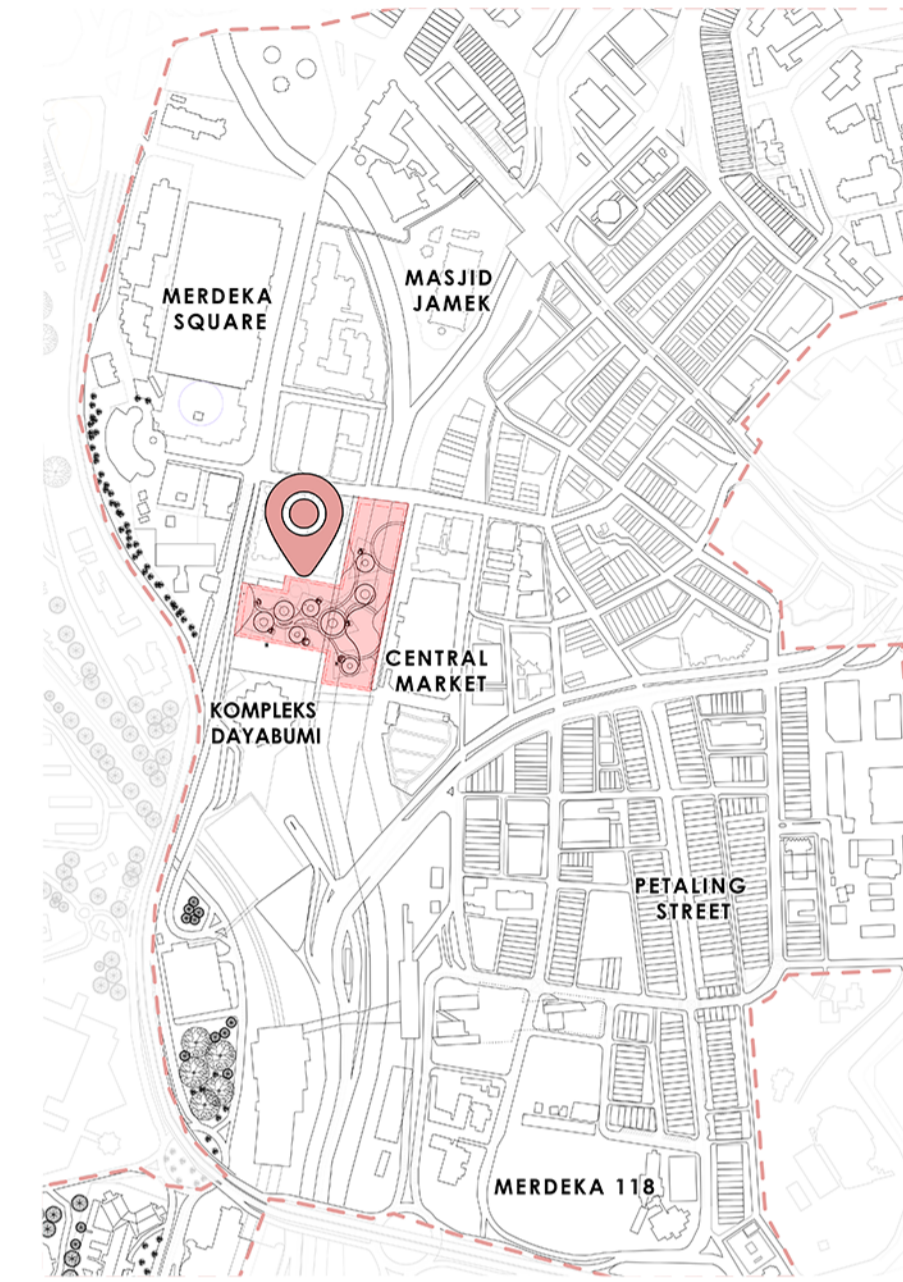 MASJID
JAMEK
MERDEKA
SQUARE
CENTRAL
MARKET
KOMPLEKS
DAYABUMI
PETALING
STREET
MERDEKA 118